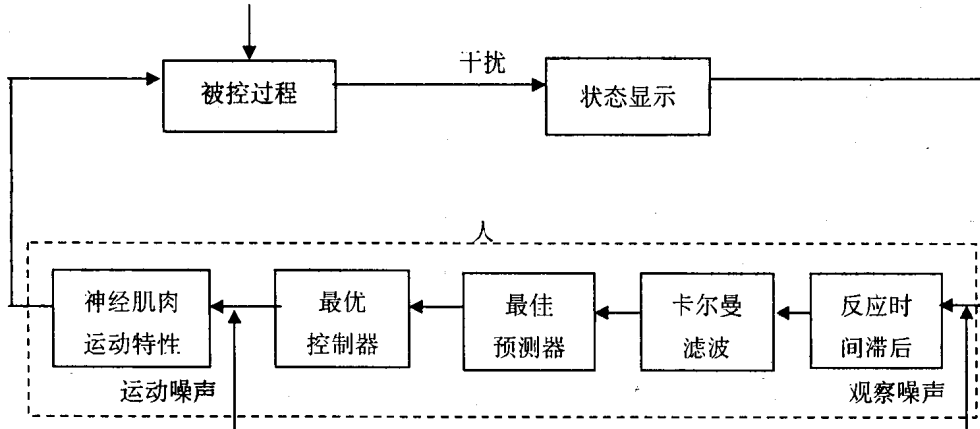 干扰
被控过程
状态显示
人
神经肌肉
运动特性
最优
控制器
最佳
预测器
卡尔曼
滤波
反应时
间滞后
运动噪声
观察噪声